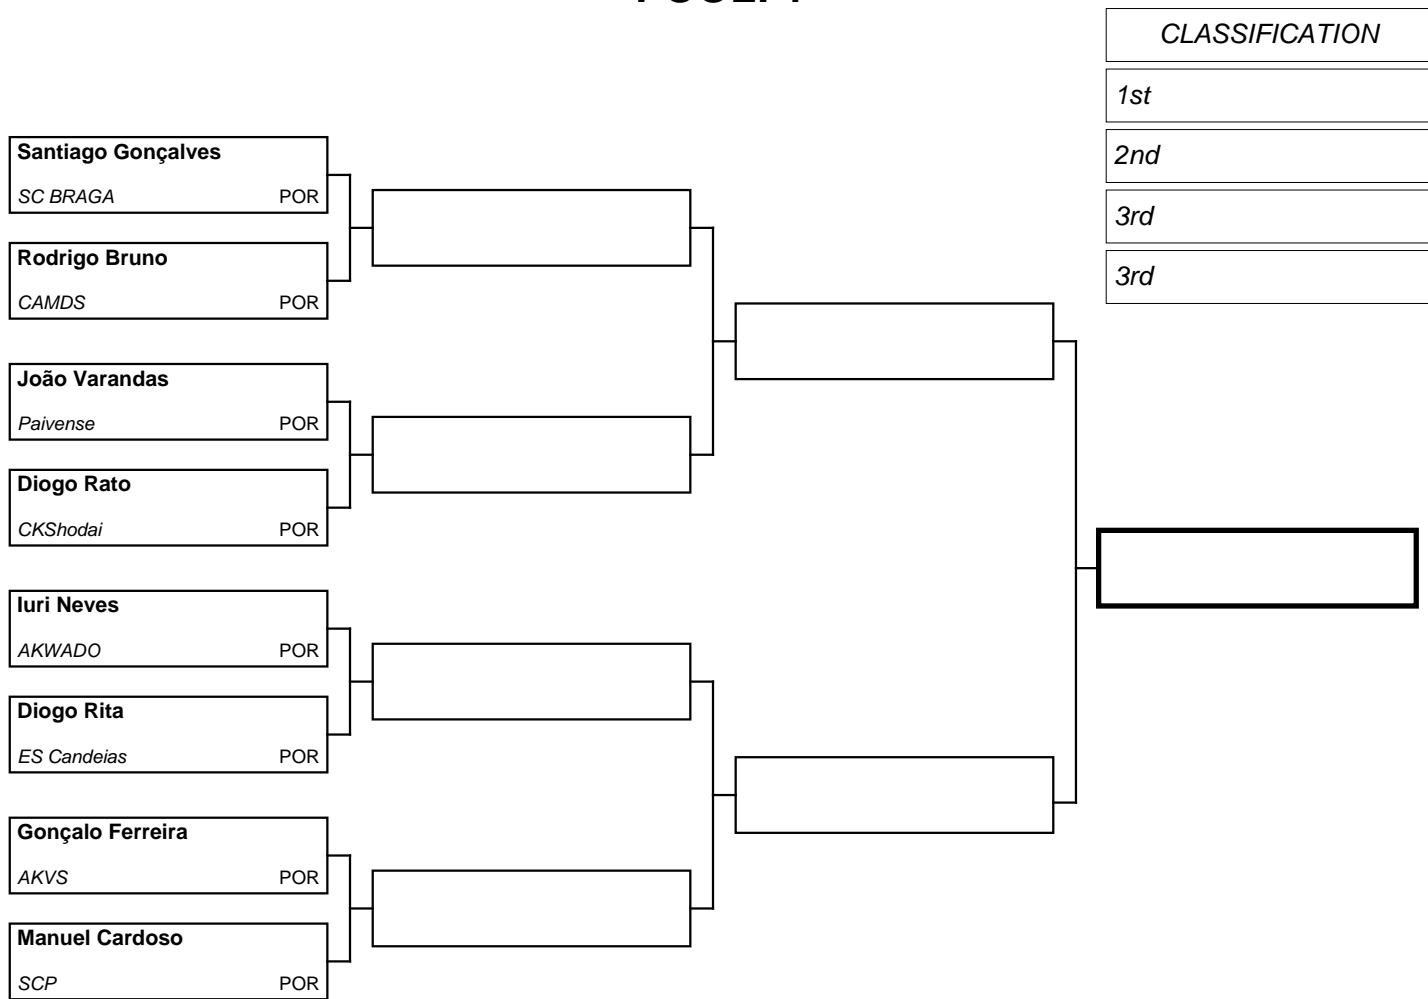 CLASSIFICATION
1st
2nd
3rd
3rd
Santiago Gonçalves
SC BRAGA POR
Rodrigo Bruno
CAMDS POR
João Varandas
Paivense POR
Diogo Rato
CKShodai POR
Iuri Neves
AKWADO POR
Diogo Rita
ES Candeias POR
Gonçalo Ferreira
AKVS POR
Manuel Cardoso
SCP POR